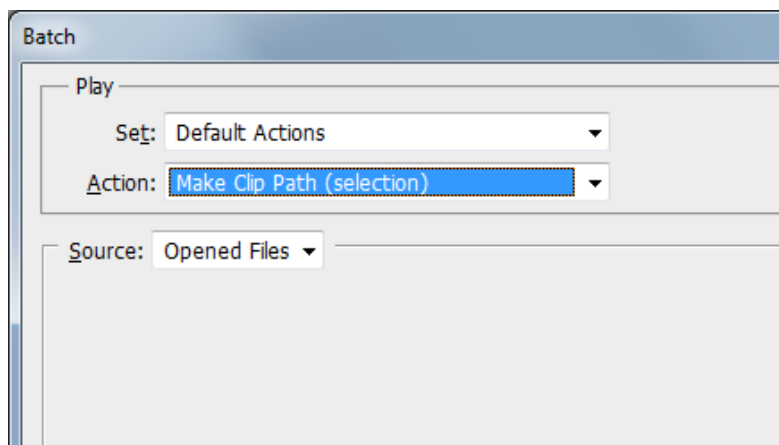 Batch
Play
Set: Default Actions
Action: Make Clip Path (selection)
Source: Opened Files